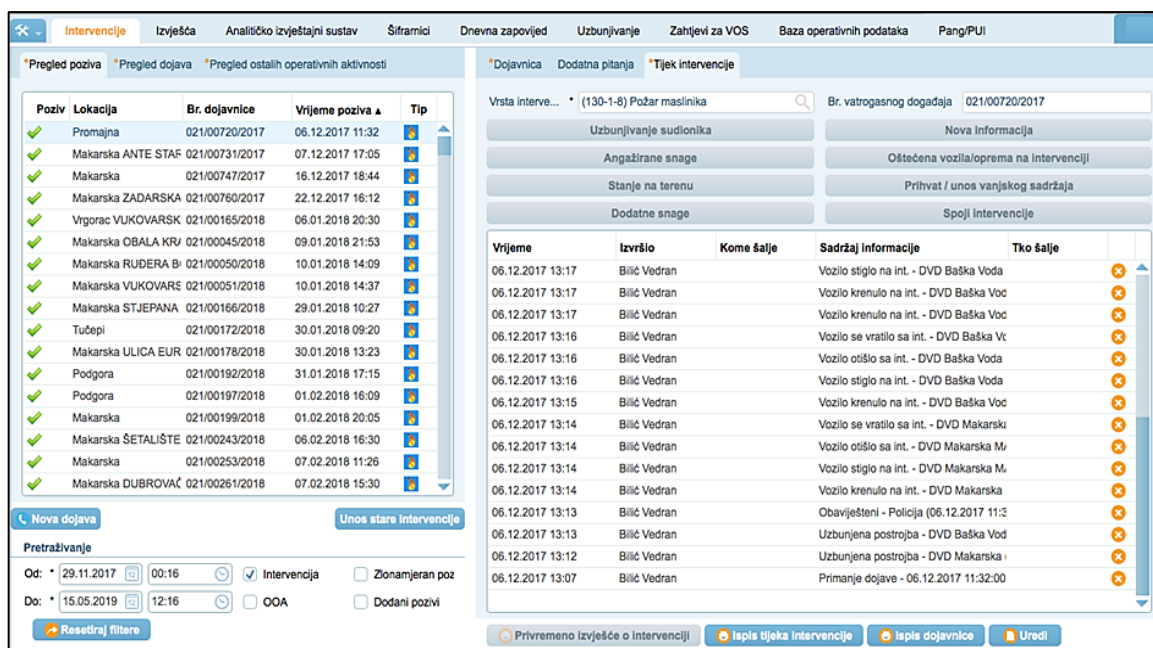 Intervencije Izvješća Analitičko izvještajni sustav Šifrarnici Dnevna zapovijed Uzbunjivanje Zahtjevi za VOS Baza operativnih podataka Pang/PUI
*Pregled poziva *Pregled dojava *Pregled ostalih operativnih aktivnosti
Poziv Lokacija Br. dojavnice Vrijeme poziva ▲ Tip
Promajna 021/00720/2017 06.12.2017 11:32
Makarska ANTE STAR 021/00731/2017 07.12.2017 17:05
Makarska 021/00747/2017 16.12.2017 18:44
Makarska ZADARSKA 021/00760/2017 22.12.2017 16:12
Vrgorac VUKOVARSK 021/00165/2018 06.01.2018 20:30
Makarska OBALA KRA 021/00045/2018 09.01.2018 21:53
Makarska RUĐERA B 021/00050/2018 10.01.2018 14:09
Makarska VUKOVARS 021/00051/2018 10.01.2018 14:37
Makarska STJEPANA 021/00166/2018 29.01.2018 10:27
Tučepi 021/00172/2018 30.01.2018 09:20
Makarska ULICA EUR 021/00178/2018 30.01.2018 13:23
Podgora 021/00192/2018 31.01.2018 17:15
Podgora 021/00197/2018 01.02.2018 16:09
Makarska 021/00199/2018 01.02.2018 20:05
Makarska ŠETALIŠTE 021/00243/2018 06.02.2018 16:30
Makarska 021/00253/2018 07.02.2018 11:26
Makarska DUBROVAČ 021/00261/2018 07.02.2018 15:30
Nova dojava Unos stare intervencije
Pretraživanje
Od: * 29.11.2017 00:16 Intervencija Zlonamjeran poz
Do: * 15.05.2019 12:16 OOA Dodani pozivi
Resetiraj filtere
*Dojavnica Dodatna pitanja *Tijek intervencije
Vrsta interve... * (130-1-8) Požar maslinika Br. vatrogasnog događaja 021/00720/2017
Uzbunjivanje sudionika Nova informacija
Angažirane snage Oštećena vozila/oprema na intervenciji
Stanje na terenu Prihvat / unos vanjskog sadržaja
Dodatne snage Spoji intervencije
Vrijeme Izvršio Kome šalje Sadržaj informacije Tko šalje
06.12.2017 13:17 Bilić Vedran Vozilo stiglo na int. - DVD Baška Voda
06.12.2017 13:17 Bilić Vedran Vozilo krenulo na int. - DVD Baška Vod
06.12.2017 13:17 Bilić Vedran Vozilo krenulo na int. - DVD Baška Vod
06.12.2017 13:16 Bilić Vedran Vozilo se vratilo sa int. - DVD Baška Vo
06.12.2017 13:16 Bilić Vedran Vozilo otišlo sa int. - DVD Baška Voda
06.12.2017 13:16 Bilić Vedran Vozilo stiglo na int. - DVD Baška Voda
06.12.2017 13:15 Bilić Vedran Vozilo krenulo na int. - DVD Baška Vod
06.12.2017 13:14 Bilić Vedran Vozilo se vratilo sa int. - DVD Makarska
06.12.2017 13:14 Bilić Vedran Vozilo otišlo sa int. - DVD Makarska M
06.12.2017 13:14 Bilić Vedran Vozilo stiglo na int. - DVD Makarska M
06.12.2017 13:14 Bilić Vedran Vozilo krenulo na int. - DVD Makarska
06.12.2017 13:13 Bilić Vedran Obaviješteni - Policija (06.12.2017 11:3
06.12.2017 13:13 Bilić Vedran Uzbunjena postrojba - DVD Baška Vod
06.12.2017 13:12 Bilić Vedran Uzbunjena postrojba - DVD Makarska
06.12.2017 13:07 Bilić Vedran Primanje dojave - 06.12.2017 11:32:00
Privremeno izvješće o intervenciji Ispis tijeka intervencije Ispis dojavnice Uredi